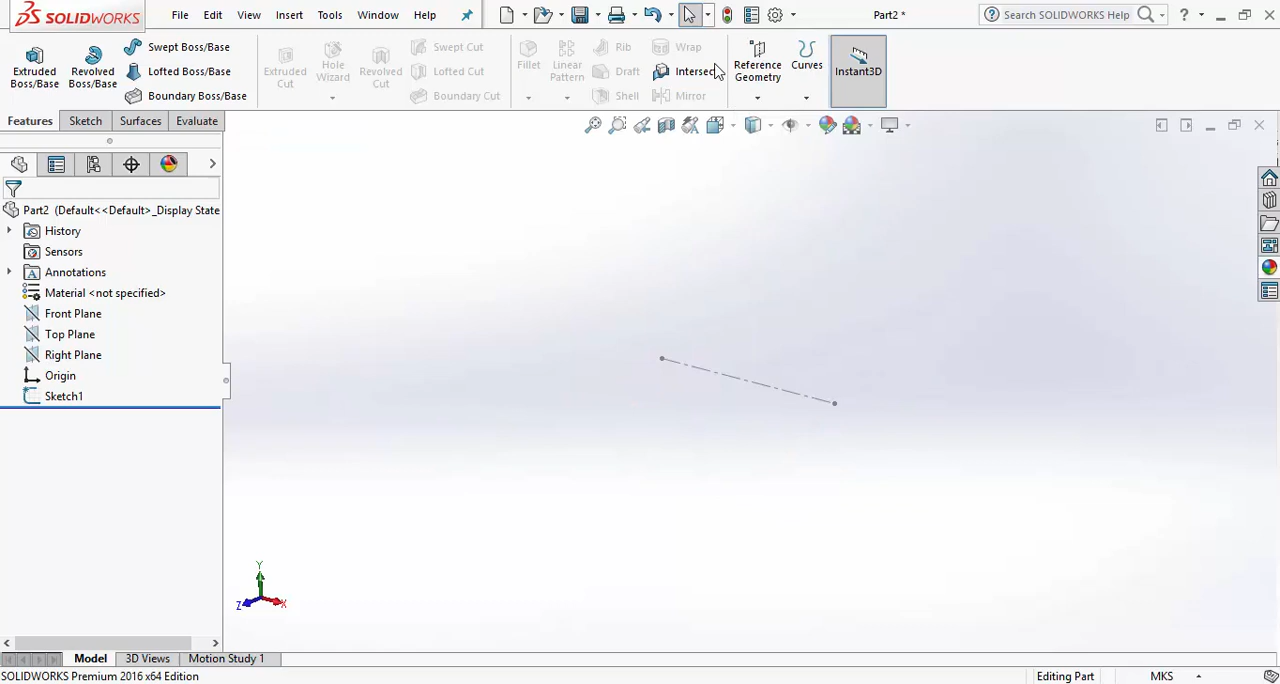 SOLIDWORKS File Edit View Insert Tools Window Help Part2 * Search SOLIDWORKS Help ?
Extruded Boss/Base
Revolved Boss/Base
Swept Boss/Base
Lofted Boss/Base
Boundary Boss/Base
Extruded Cut
Hole Wizard
Revolved Cut
Swept Cut
Lofted Cut
Boundary Cut
Fillet
Linear Pattern
Rib
Draft
Shell
Wrap
Intersect
Mirror
Reference Geometry
Curves
Instant3D
Features Sketch Surfaces Evaluate
Part2 (Default<<Default>_Display State
History
Sensors
A Annotations
Material <not specified>
Front Plane
Top Plane
Right Plane
Origin
Sketch1
Y
Z X
Model 3D Views Motion Study 1
SOLIDWORKS Premium 2016 x64 Edition Editing Part MKS